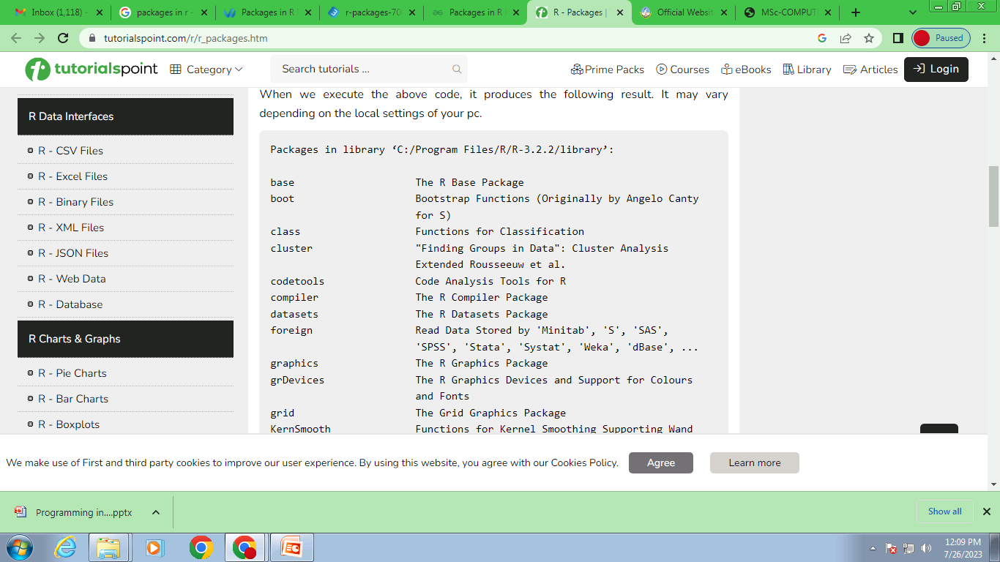 Inbox (1,118) -
packages in r -
Packages in R
r-packages-70
Packages in R
R - Packages |
Official Websit
MSc-COMPUT
tutorialspoint.com/r/r_packages.htm
Paused
tutorialspoint
Category
Search tutorials ...
Prime Packs
Courses
eBooks
Library
Articles
Login
R Data Interfaces
R - CSV Files
R - Excel Files
R - Binary Files
R - XML Files
R - JSON Files
R - Web Data
R - Database
R Charts & Graphs
R - Pie Charts
R - Bar Charts
R - Boxplots
When we execute the above code, it produces the following result. It may vary
depending on the local settings of your pc.
Packages in library ‘C:/Program Files/R/R-3.2.2/library’:
base The R Base Package
boot Bootstrap Functions (Originally by Angelo Canty
for S)
class Functions for Classification
cluster "Finding Groups in Data": Cluster Analysis
Extended Rousseeuw et al.
codetools Code Analysis Tools for R
compiler The R Compiler Package
datasets The R Datasets Package
foreign Read Data Stored by 'Minitab', 'S', 'SAS',
'SPSS', 'Stata', 'Systat', 'Weka', 'dBase', ...
graphics The R Graphics Package
grDevices The R Graphics Devices and Support for Colours
and Fonts
grid The Grid Graphics Package
KernSmooth Functions for Kernel Smoothing Supporting Wand
We make use of First and third party cookies to improve our user experience. By using this website, you agree with our Cookies Policy.
Agree
Learn more
Programming in....pptx
Show all
12:09 PM
7/26/2023